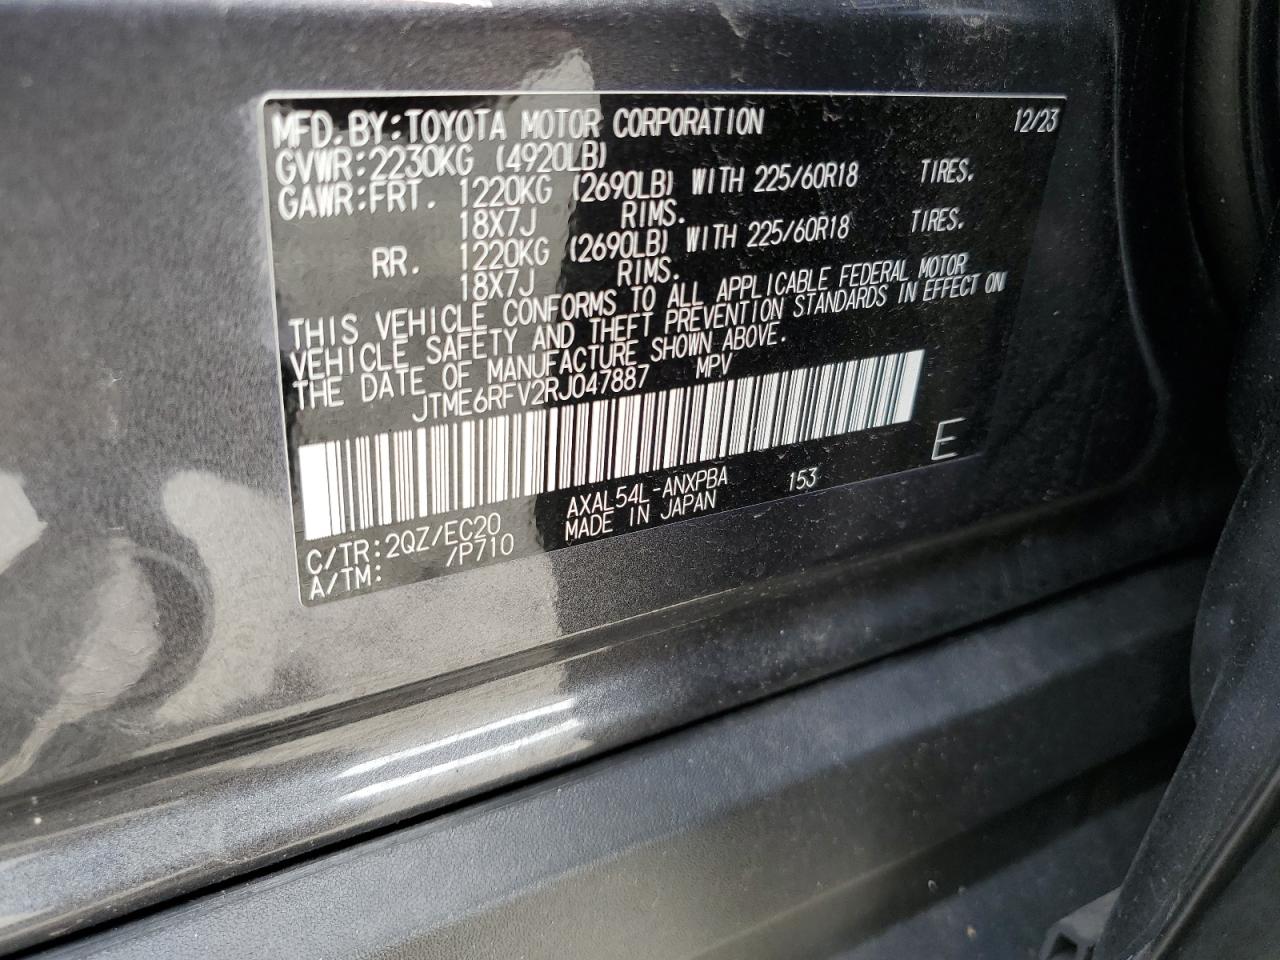 MFD.BY:TOYOTA MOTOR CORPORATION 12/23
GVWR:2230KG (4920LB)
GAWR:FRT. 1220KG (2690LB) WITH 225/60R18 TIRES.
18X7J RIMS.
RR. 1220KG (2690LB) WITH 225/60R18 TIRES.
18X7J RIMS.
THIS VEHICLE CONFORMS TO ALL APPLICABLE FEDERAL MOTOR
VEHICLE SAFETY AND THEFT PREVENTION STANDARDS IN EFFECT ON
THE DATE OF MANUFACTURE SHOWN ABOVE.
JTME6RFV2RJ047887 MPV
E
C/TR:2QZ/EC20 AXAL54L-ANXPBA 153
A/TM: /P710 MADE IN JAPAN